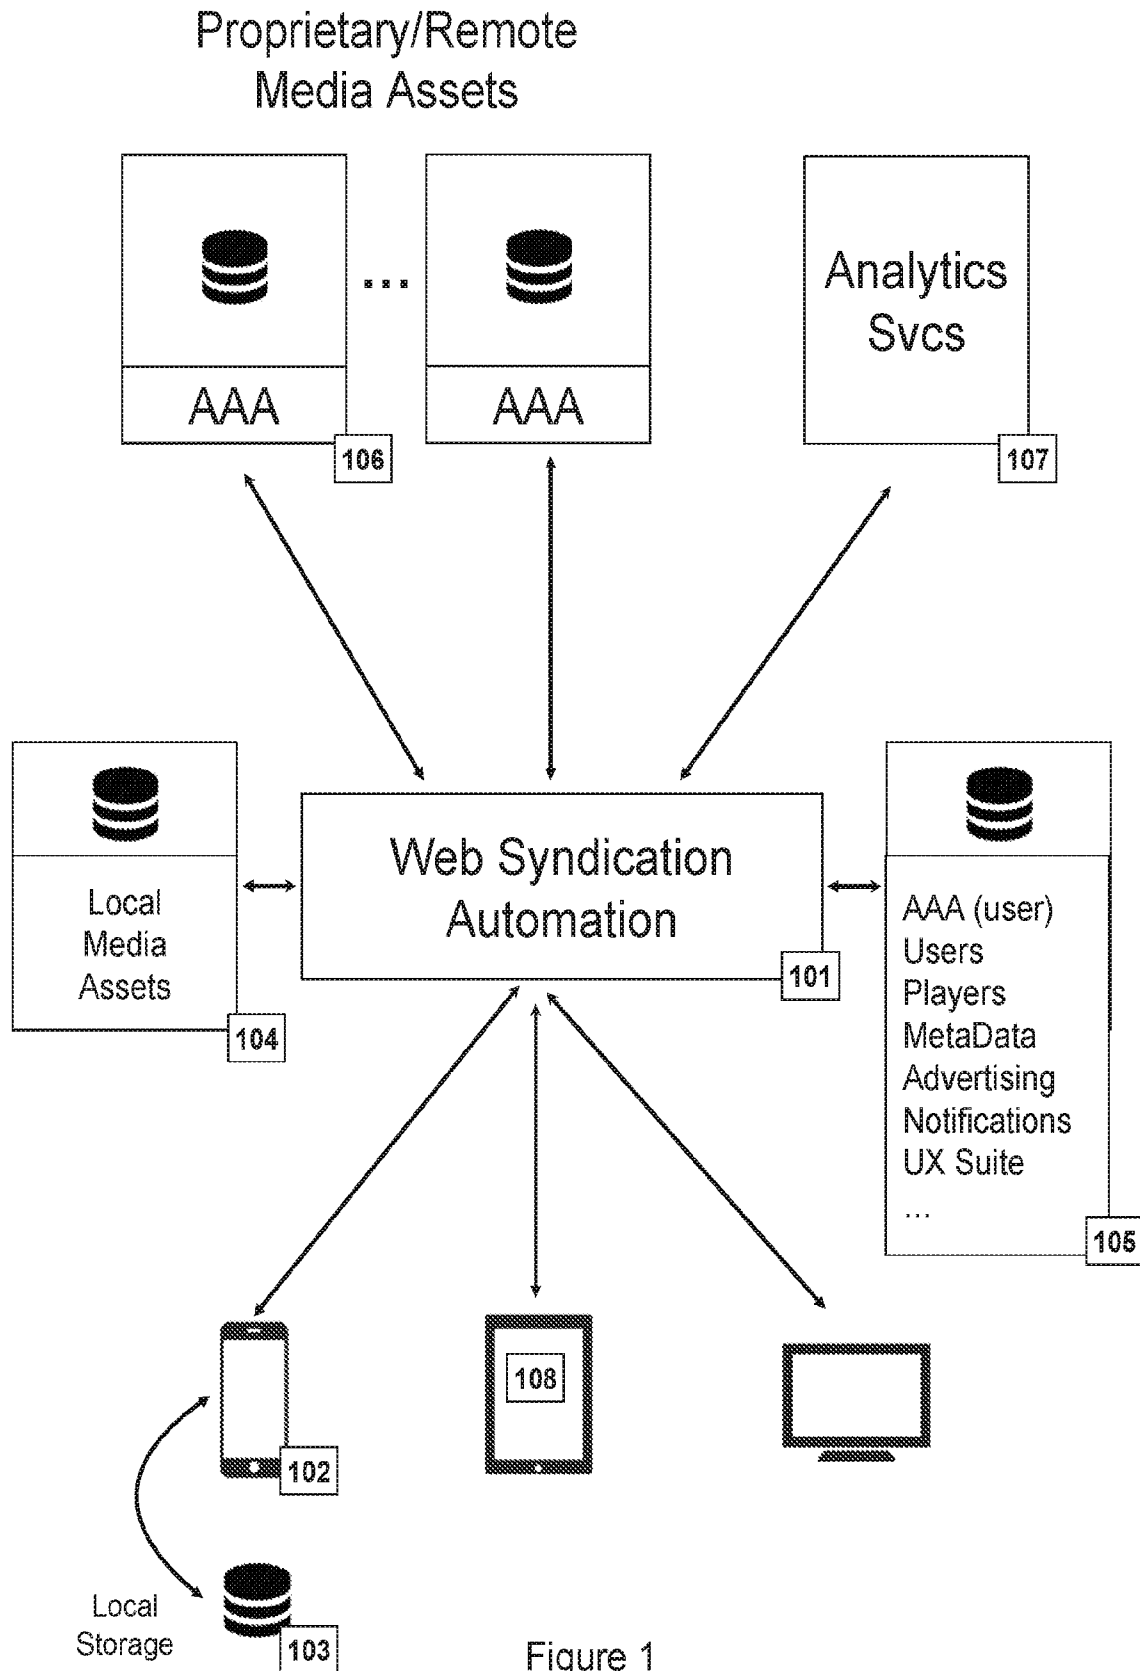 Proprietary/Remote
Media Assets
...
AAA
AAA
106
Analytics
Svcs
107
Local
Media
Assets
104
Web Syndication
Automation
101
AAA (user)
Users
Players
MetaData
Advertising
Notifications
UX Suite
...
105
102
108
Local
Storage
103
Figure 1